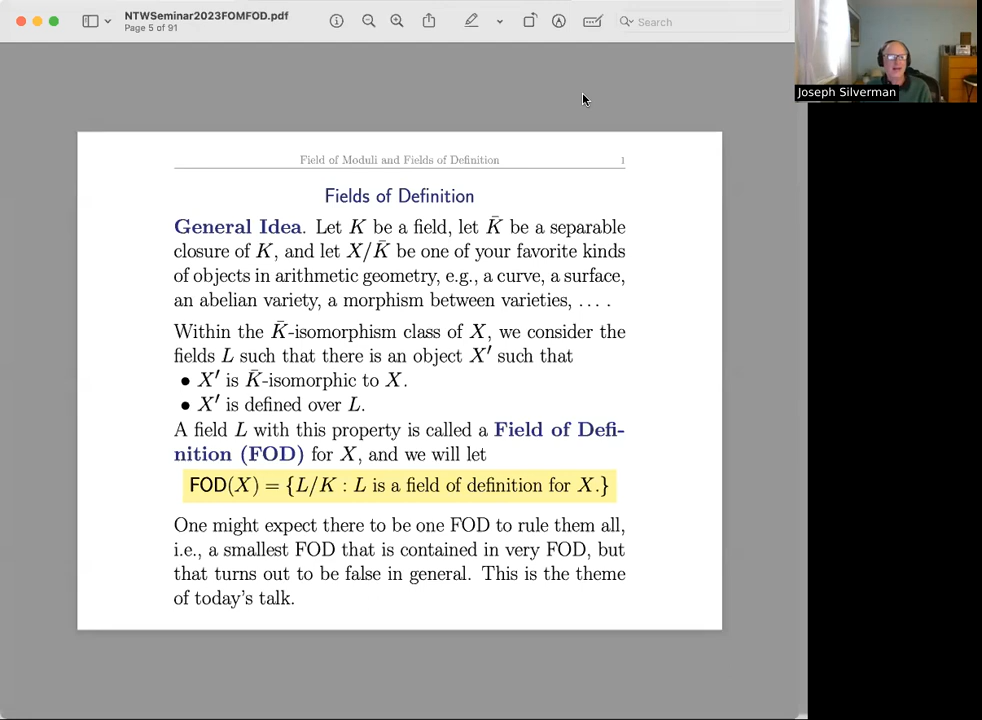 NTWSeminar2023FOMFOD.pdf
Page 5 of 91
Search
Joseph Silverman
Field of Moduli and Fields of Definition 1
Fields of Definition
General Idea. Let K be a field, let K̄ be a separable
closure of K, and let X/K̄ be one of your favorite kinds
of objects in arithmetic geometry, e.g., a curve, a surface,
an abelian variety, a morphism between varieties, ... .
Within the K̄-isomorphism class of X, we consider the
fields L such that there is an object X′ such that
• X′ is K̄-isomorphic to X.
• X′ is defined over L.
A field L with this property is called a Field of Defi-
nition (FOD) for X, and we will let
FOD(X) = {L/K : L is a field of definition for X.}
One might expect there to be one FOD to rule them all,
i.e., a smallest FOD that is contained in very FOD, but
that turns out to be false in general. This is the theme
of today's talk.